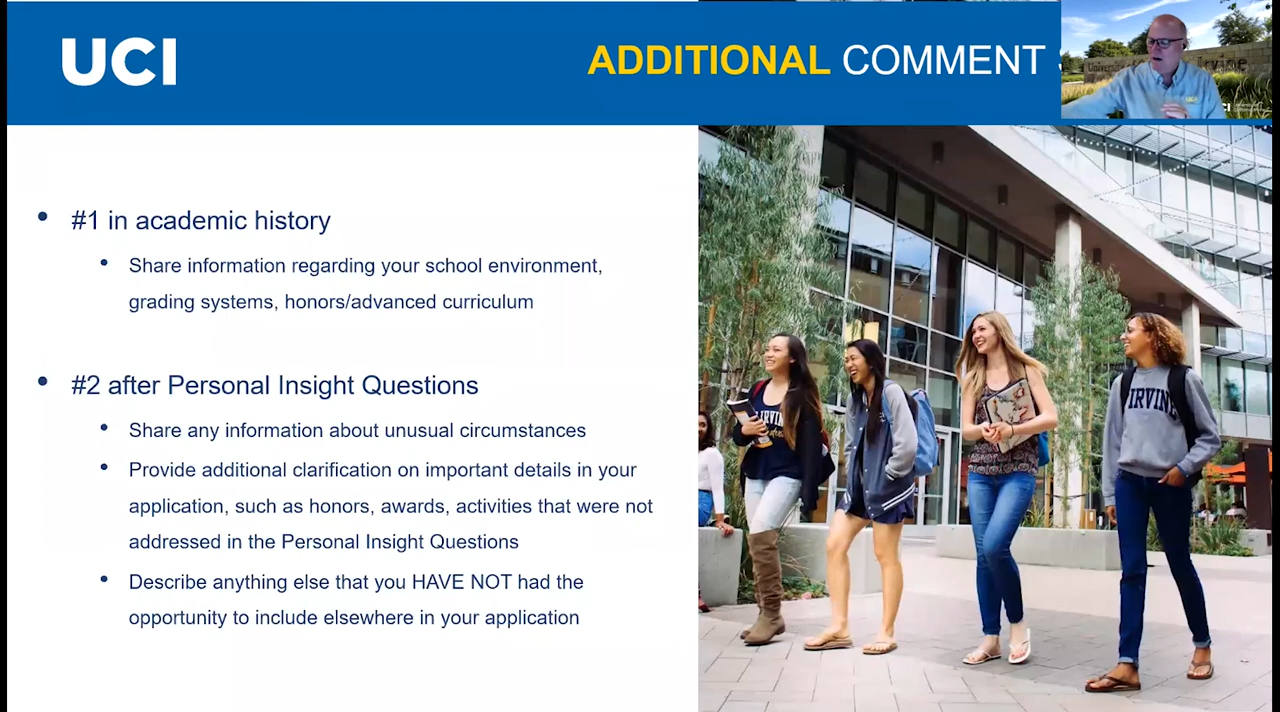 UCI
ADDITIONAL COMMENT
#1 in academic history
Share information regarding your school environment,
grading systems, honors/advanced curriculum
#2 after Personal Insight Questions
Share any information about unusual circumstances
Provide additional clarification on important details in your
application, such as honors, awards, activities that were not
addressed in the Personal Insight Questions
Describe anything else that you HAVE NOT had the
opportunity to include elsewhere in your application
IRVINE
IRVINE